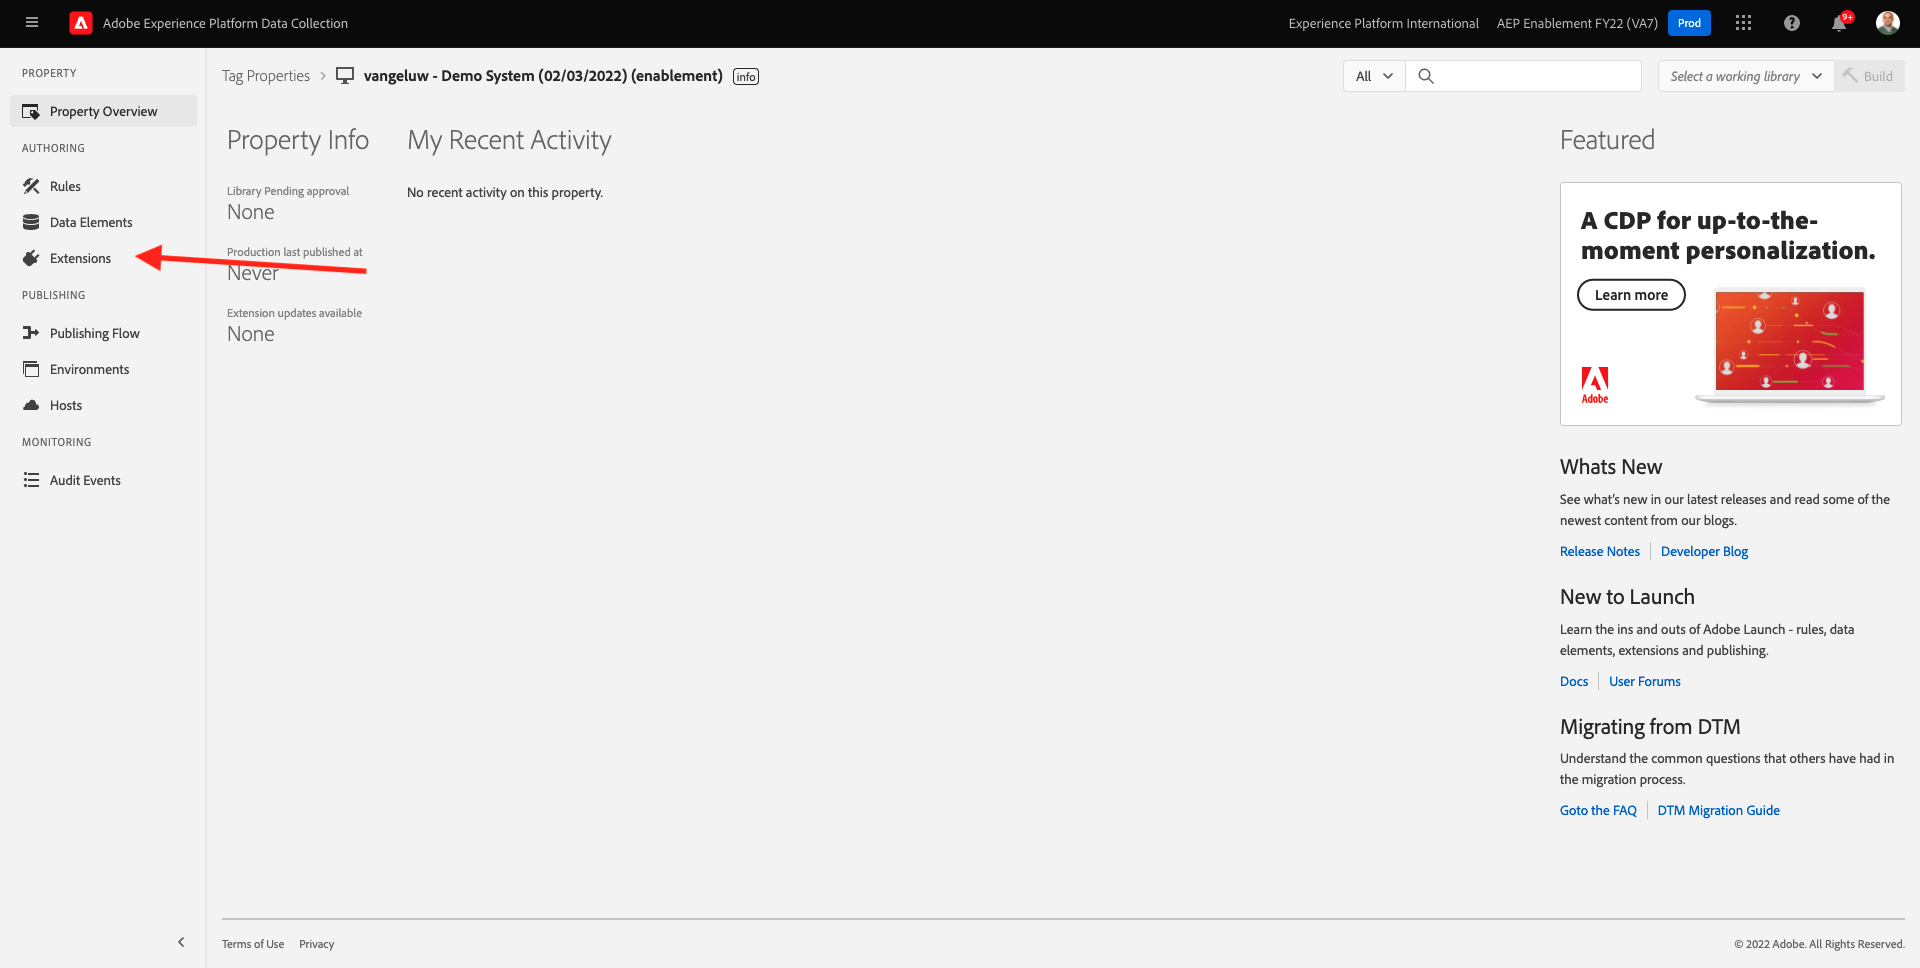 Adobe Experience Platform Data Collection
Experience Platform International
AEP Enablement FY22 (VA7)
Prod
9+
PROPERTY
Property Overview
AUTHORING
Rules
Data Elements
Extensions
PUBLISHING
Publishing Flow
Environments
Hosts
MONITORING
Audit Events
Tag Properties
vangeluw - Demo System (02/03/2022) (enablement)
info
All
Select a working library
Build
Property Info
Library Pending approval
None
Production last published at
Never
Extension updates available
None
My Recent Activity
No recent activity on this property.
Featured
A CDP for up-to-the-
moment personalization.
Learn more
Adobe
Whats New
See what's new in our latest releases and read some of the
newest content from our blogs.
Release Notes
Developer Blog
New to Launch
Learn the ins and outs of Adobe Launch - rules, data
elements, extensions and publishing.
Docs
User Forums
Migrating from DTM
Understand the common questions that others have had in
the migration process.
Goto the FAQ
DTM Migration Guide
Terms of Use
Privacy
© 2022 Adobe. All Rights Reserved.